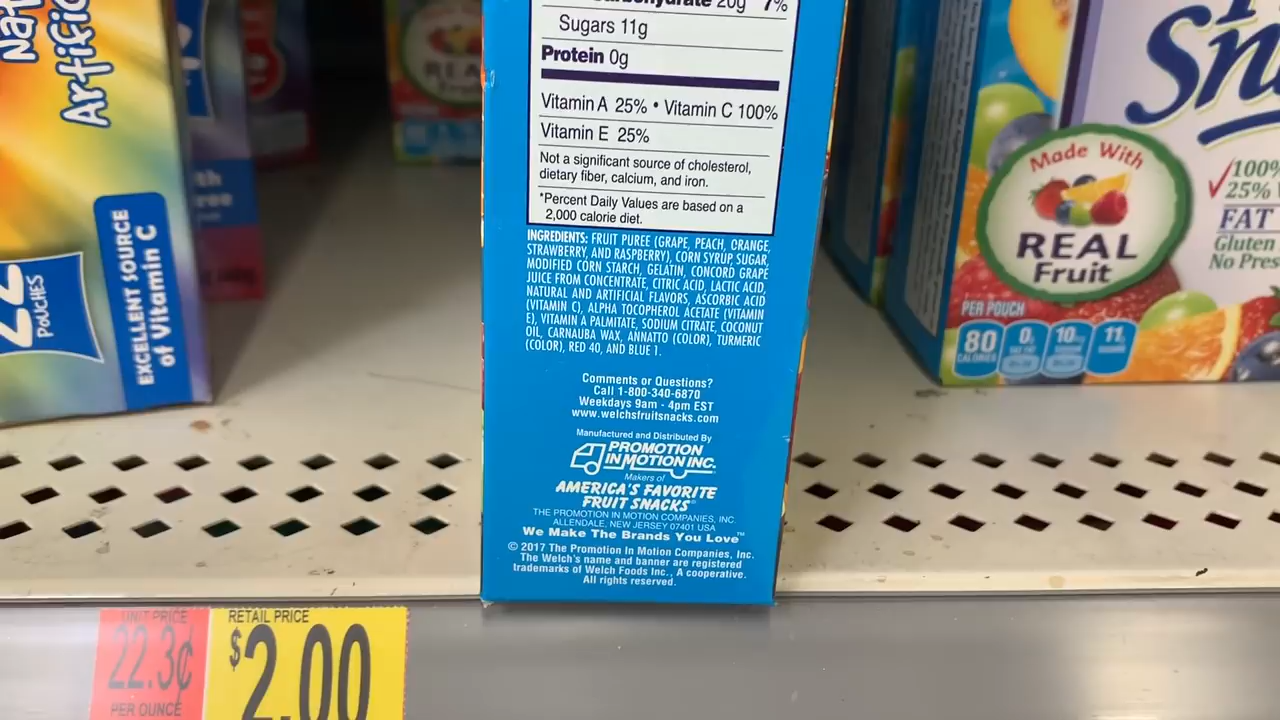 Artific
22
POUCHES
EXCELLENT SOURCE
of Vitamin C
20g 7%
Sugars 11g
Protein 0g
Vitamin A 25% • Vitamin C 100%
Vitamin E 25%
Not a significant source of cholesterol,
dietary fiber, calcium, and iron.
*Percent Daily Values are based on a
2,000 calorie diet.
INGREDIENTS: FRUIT PUREE (GRAPE, PEACH, ORANGE,
STRAWBERRY, AND RASPBERRY), CORN SYRUP, SUGAR,
MODIFIED CORN STARCH, GELATIN, CONCORD GRAPE
JUICE FROM CONCENTRATE, CITRIC ACID, LACTIC ACID,
NATURAL AND ARTIFICIAL FLAVORS, ASCORBIC ACID
(VITAMIN C), ALPHA TOCOPHEROL ACETATE (VITAMIN
E), VITAMIN A PALMITATE, SODIUM CITRATE, COCONUT
OIL, CARNAUBA WAX, ANNATTO (COLOR), TURMERIC
(COLOR), RED 40, AND BLUE 1.
Comments or Questions?
Call 1-800-340-6870
Weekdays 9am - 4pm EST
www.welchsfruitsnacks.com
Manufactured and Distributed By
PROMOTION
IN MOTION INC.
Makers of
AMERICA'S FAVORITE
FRUIT SNACKS®
THE PROMOTION IN MOTION COMPANIES, INC.
ALLENDALE, NEW JERSEY 07401 USA
We Make The Brands You Love™
© 2017 The Promotion In Motion Companies, Inc.
The Welch's name and banner are registered
trademarks of Welch Foods Inc., A cooperative.
All rights reserved.
Made With
REAL
Fruit
100%
25%
FAT
Gluten
No Pres
PER POUCH
80
CALORIES
0
10
11
UNIT PRICE
22.3¢
PER OUNCE
RETAIL PRICE
$2.00